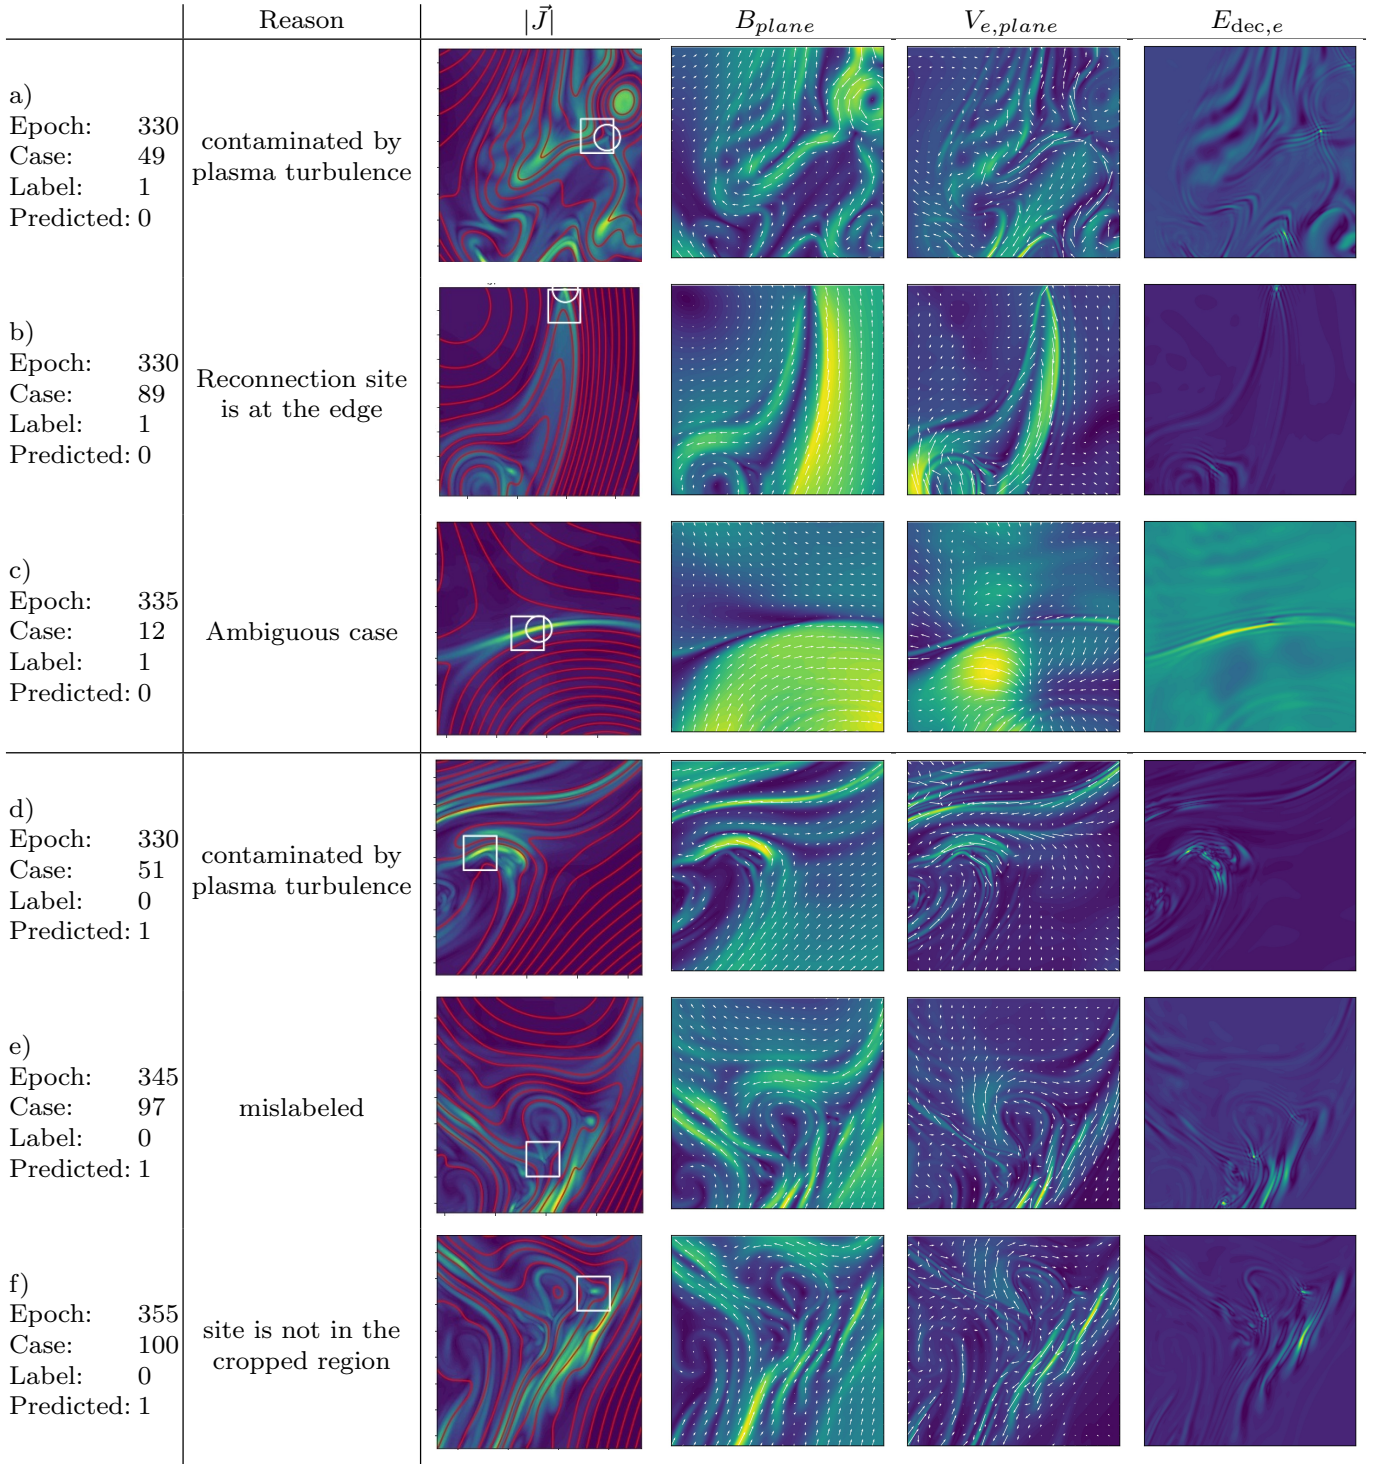 Reason |J⃗| B_plane V_e,plane E_dec,e
a)
Epoch: 330
Case: 49
Label: 1
Predicted: 0
contaminated by
plasma turbulence
b)
Epoch: 330
Case: 89
Label: 1
Predicted: 0
Reconnection site
is at the edge
c)
Epoch: 335
Case: 12
Label: 1
Predicted: 0
Ambiguous case
d)
Epoch: 330
Case: 51
Label: 0
Predicted: 1
contaminated by
plasma turbulence
e)
Epoch: 345
Case: 97
Label: 0
Predicted: 1
mislabeled
f)
Epoch: 355
Case: 100
Label: 0
Predicted: 1
site is not in the
cropped region